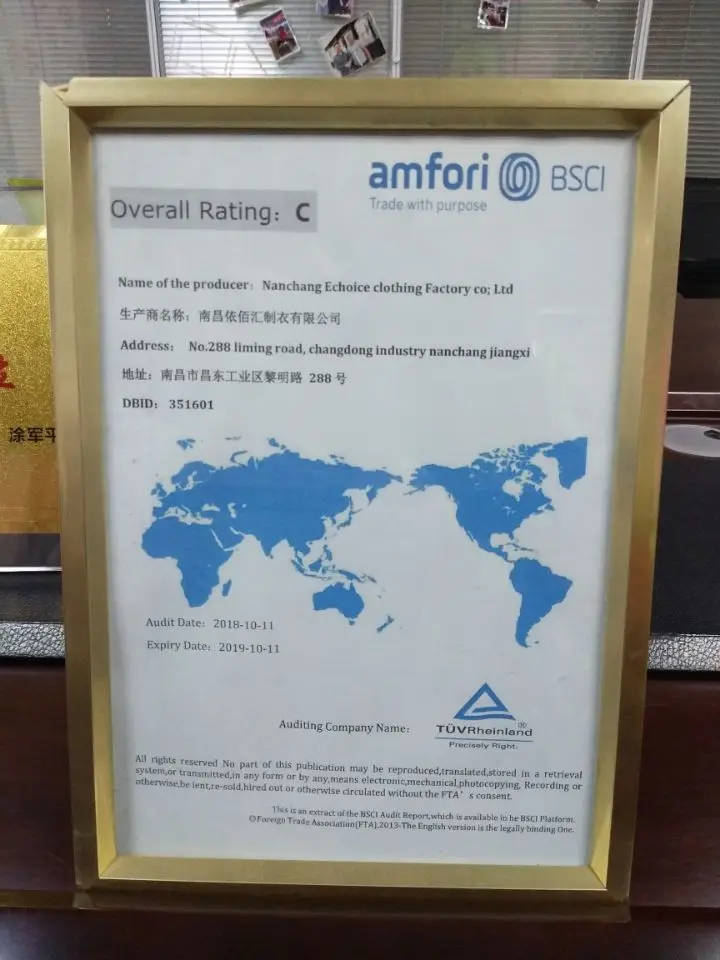 amfori BSCI
Trade with purpose
Overall Rating: C
Name of the producer: Nanchang Echoice clothing Factory co; Ltd
生产商名称: 南昌依佰汇制衣有限公司
Address: No.288 liming road, changdong industry nanchang jiangxi
地址: 南昌市昌东工业区黎明路 288 号
DBID: 351601
涂军平
Audit Date: 2018-10-11
Expiry Date: 2019-10-11
Auditing Company Name:
TÜVRheinland®
Precisely Right.
All rights reserved No part of this publication may be reproduced,translated,stored in a retrieval
system,or transmitted,in any form or by any,means electronic,mechanical,photocopying, Recording or
otherwise,be ient,re-sold,hired out or otherwise circulated without the FTA's consent.
This is an extract of the BSCI Audit Report,which is available in he BSCI Platform.
©Foreign Trade Association(FTA),2013-The English version is the legally binding One.